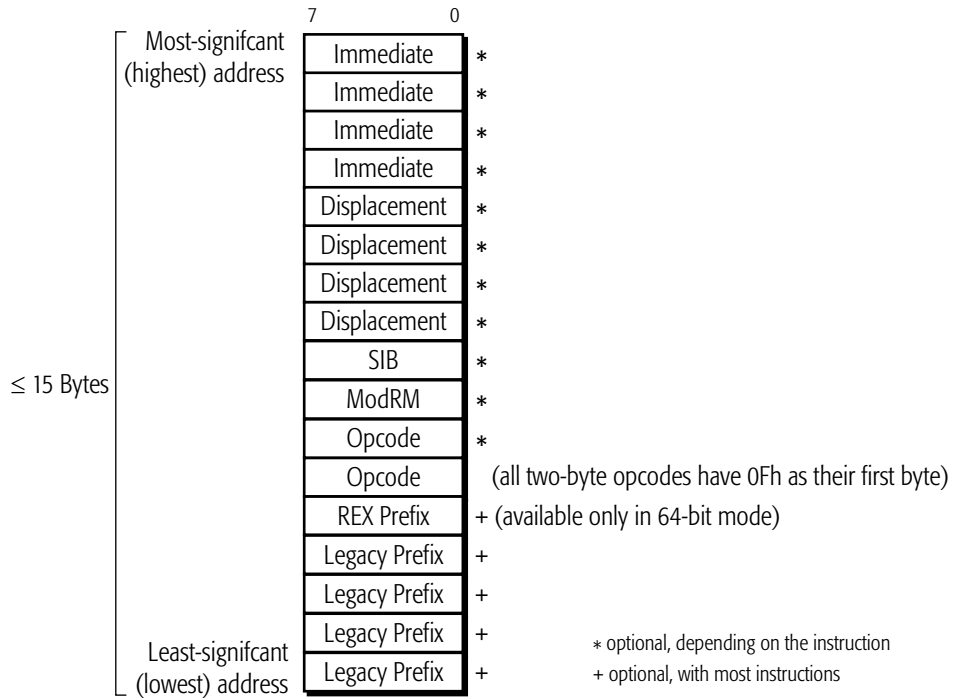 7 0
Most-signifcant
(highest) address
Immediate *
Immediate *
Immediate *
Immediate *
Displacement *
Displacement *
Displacement *
Displacement *
SIB *
≤ 15 Bytes
ModRM *
Opcode *
Opcode (all two-byte opcodes have 0Fh as their first byte)
REX Prefix + (available only in 64-bit mode)
Legacy Prefix +
Legacy Prefix +
Legacy Prefix +
Legacy Prefix +
Least-signifcant
(lowest) address
* optional, depending on the instruction
+ optional, with most instructions